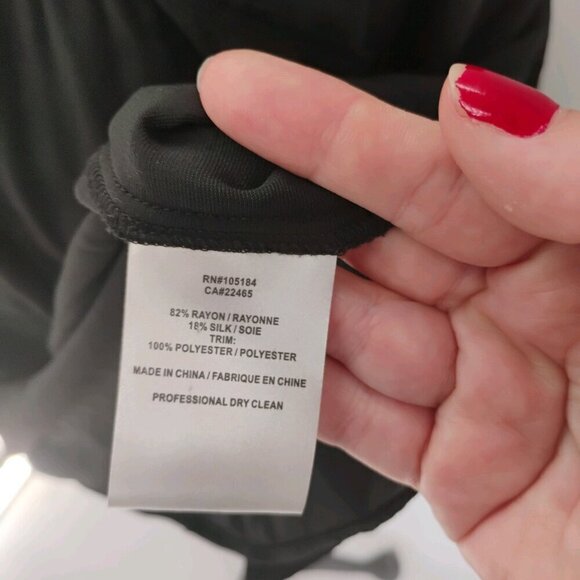 RN#105184
CA#22465
82% RAYON / RAYONNE
18% SILK / SOIE
TRIM:
100% POLYESTER / POLYESTER
MADE IN CHINA / FABRIQUE EN CHINE
PROFESSIONAL DRY CLEAN